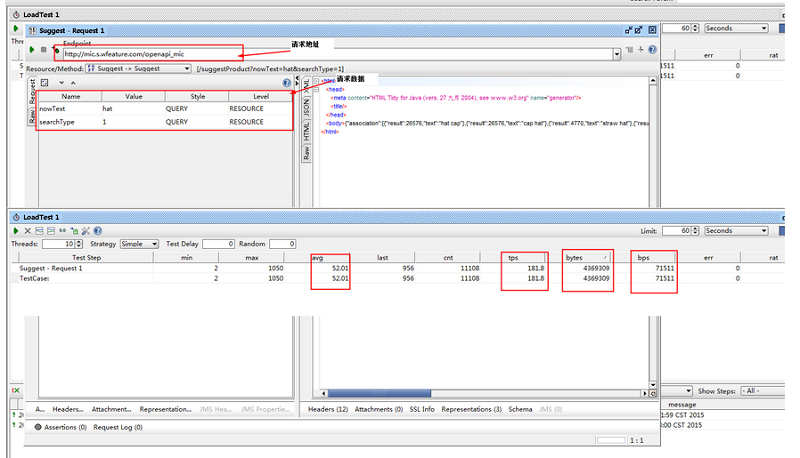 LoadTest 1
Suggest - Request 1
60 Seconds
Endpoint
请求地址
http://mic.s.wfeature.com/openapi_mic
Resource/Method: Suggest -> Suggest [/suggestProduct?nowText=hat&searchType=1]
err rat
请求数据
Name Value Style Level
nowText hat QUERY RESOURCE
searchType 1 QUERY RESOURCE
Raw Request
Raw HTML JSON XML
<html>
<head>
<meta content="HTML Tidy for Java (vers. 27 九月 2004), see www.w3.org" name="generator"/>
<title/>
</head>
<body>{"association":[{"result":26576,"text":"hat cap"},{"result":26576,"text":"cap hat"},{"result":4770,"text":"straw hat"},{"resu
</html>
1511 0
1511 0
LoadTest 1
Limit: 60 Seconds
Threads: 10 Strategy Simple Test Delay 0 Random 0
Test Step min max avg last cnt tps bytes bps err rat
Suggest - Request 1 2 1050 52.01 956 11108 181.8 4369309 71511 0
TestCase: 2 1050 52.01 956 11108 181.8 4369309 71511 0
A... Headers... Attachment... Representation... JMS Hea... JMS Propertie...
Headers (12) Attachments (0) SSL Info Representations (3) Schema JMS (0)
Show Steps: - All -
message
1:59 CST 2015
:00 CST 2015
Assertions (0) Request Log (0)
1 : 1